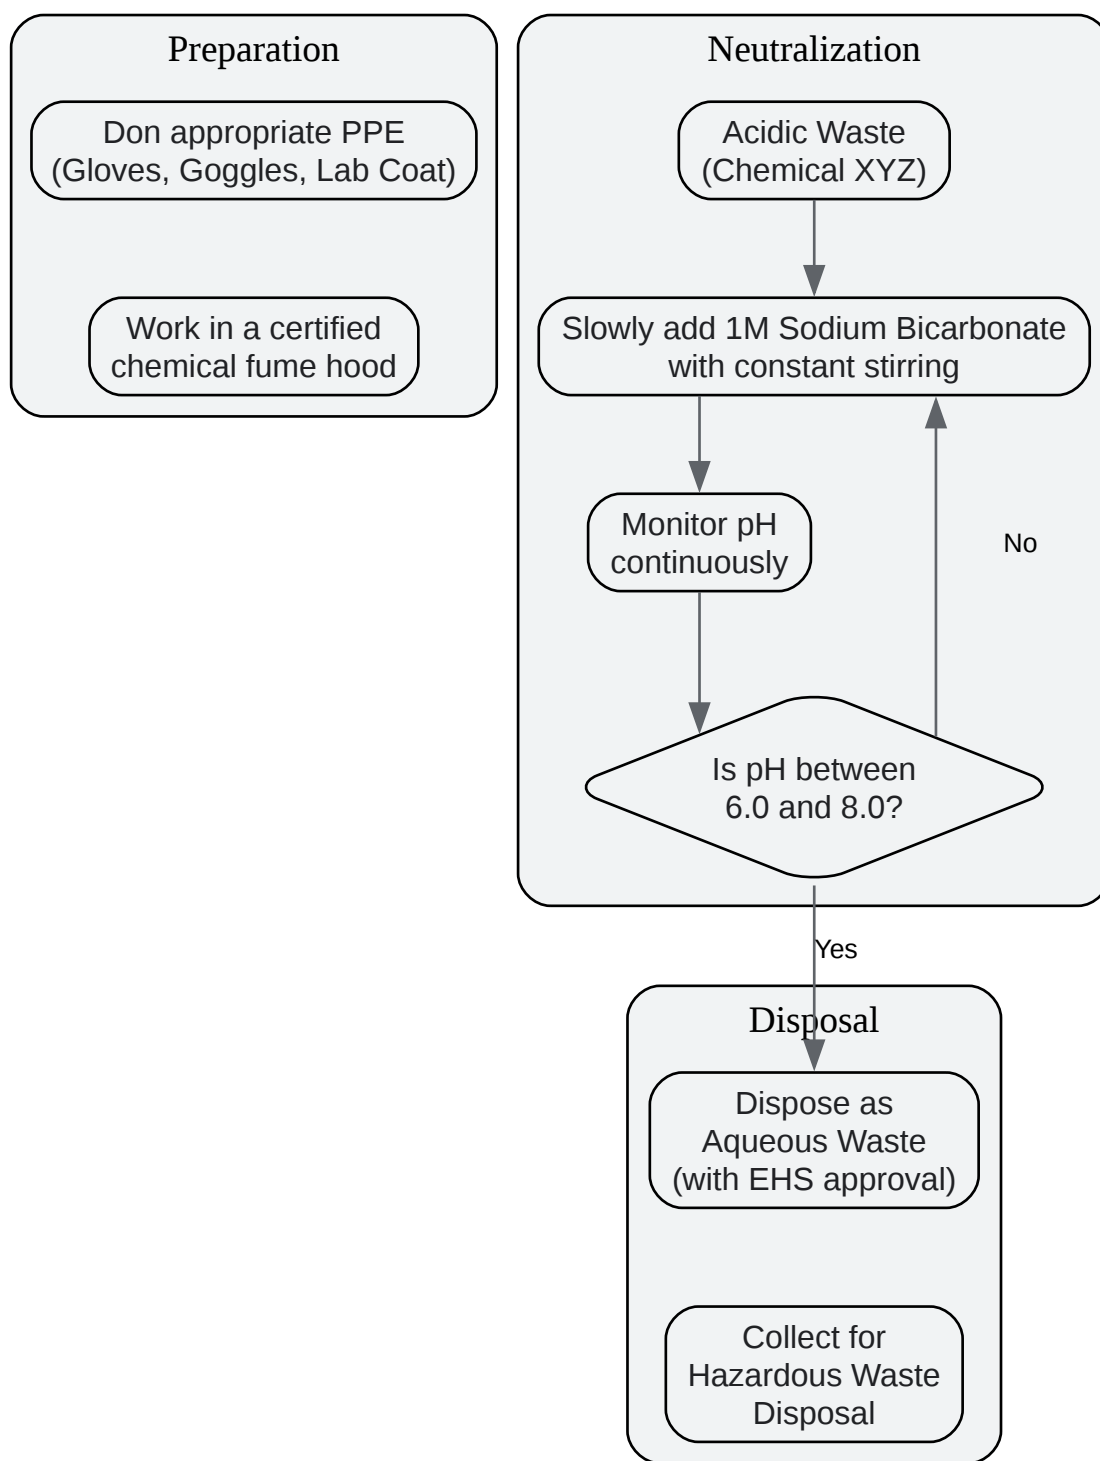 Preparation
Don appropriate PPE
(Gloves, Goggles, Lab Coat)
Work in a certified
chemical fume hood
Neutralization
Acidic Waste
(Chemical XYZ)
Slowly add 1M Sodium Bicarbonate
with constant stirring
Monitor pH
continuously
No
Is pH between
6.0 and 8.0?
Yes
Disposal
Dispose as
Aqueous Waste
(with EHS approval)
Collect for
Hazardous Waste
Disposal